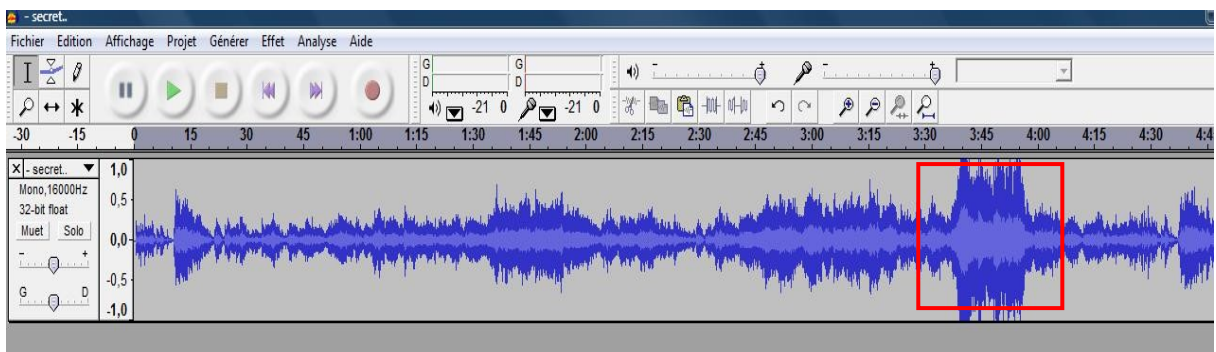 - secret..
Fichier Edition Affichage Projet Générer Effet Analyse Aide
G G
D D
-21 0 -21 0
-30 -15 0 15 30 45 1:00 1:15 1:30 1:45 2:00 2:15 2:30 2:45 3:00 3:15 3:30 3:45 4:00 4:15 4:30 4:4
X - secret.. 1,0
Mono,16000Hz
32-bit float 0,5
Muet Solo
0,0
- +
-0,5
G D
-1,0